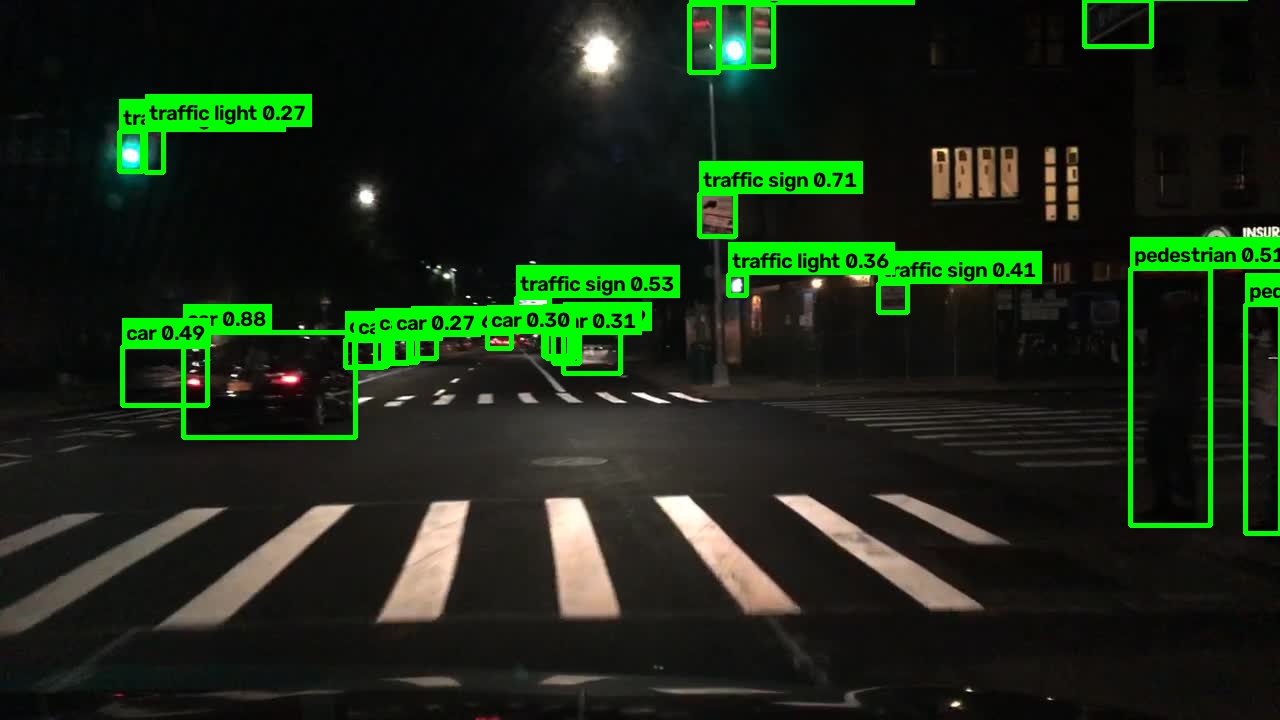 traffic light 0.27
traffic sign 0.71
INSUR
pedestrian 0.51
traffic light 0.36
traffic sign 0.41
traffic sign 0.53
ped
car 0.88
car 0.49
car 0.27
car 0.30
car 0.31